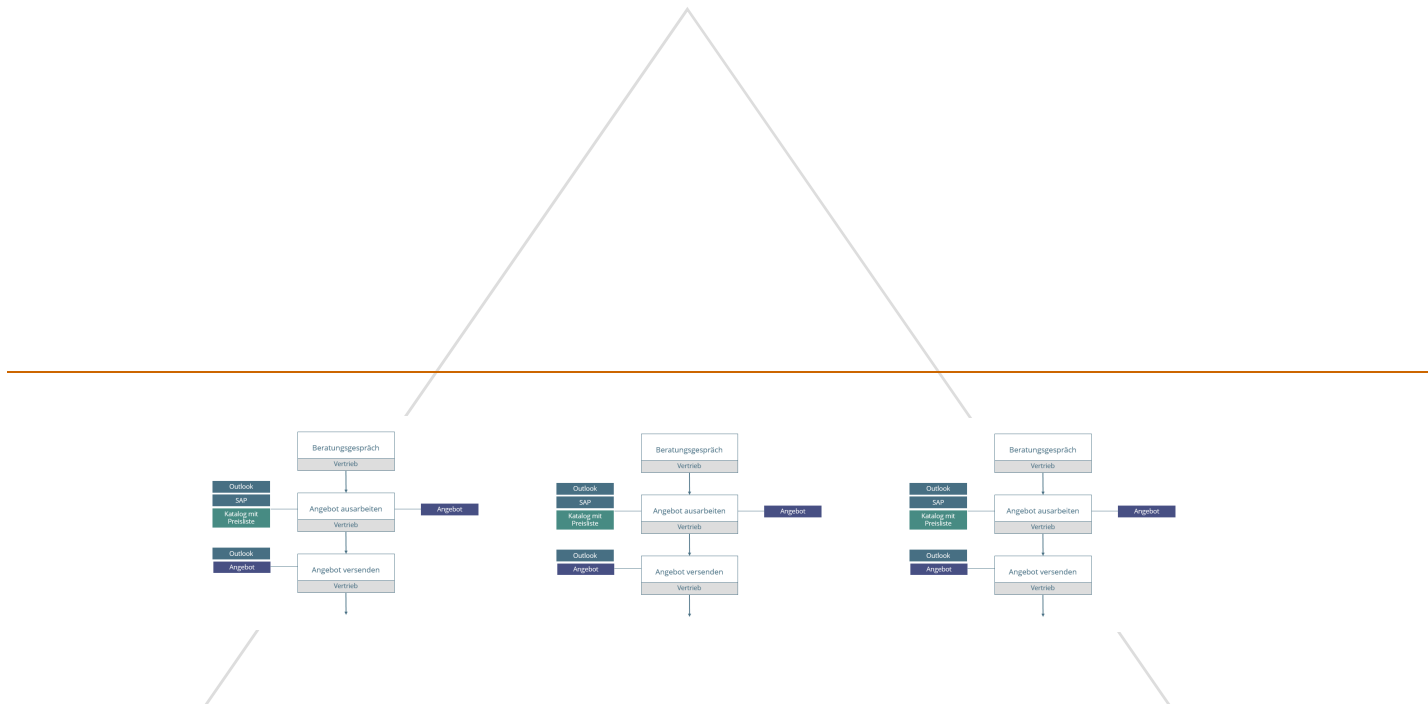 Beratungsgespräch
Vertrieb
Outlook
SAP
Katalog mit
Preisliste
Angebot ausarbeiten
Vertrieb
Angebot
Outlook
Angebot
Angebot versenden
Vertrieb
Beratungsgespräch
Vertrieb
Outlook
SAP
Katalog mit
Preisliste
Angebot ausarbeiten
Vertrieb
Angebot
Outlook
Angebot
Angebot versenden
Vertrieb
Beratungsgespräch
Vertrieb
Outlook
SAP
Katalog mit
Preisliste
Angebot ausarbeiten
Vertrieb
Angebot
Outlook
Angebot
Angebot versenden
Vertrieb